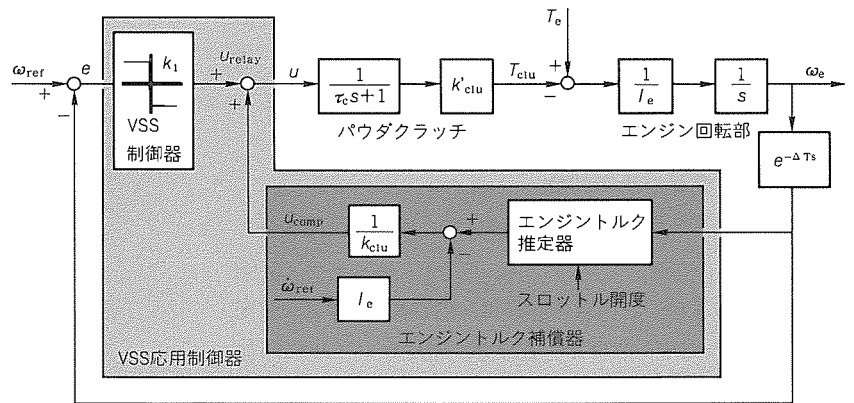 T_e
ω_ref
+
−
e
k_1
VSS
制御器
u_relay
+
+
u
1
τ_c s+1
パウダクラッチ
k'_clu
T_clu
+
−
1
I_e
1
s
エンジン回転部
ω_e
e^{-ΔTs}
u_comp
1
k_clu
+
−
エンジントルク
推定器
スロットル開度
ω̇_ref
I_e
エンジントルク補償器
VSS応用制御器